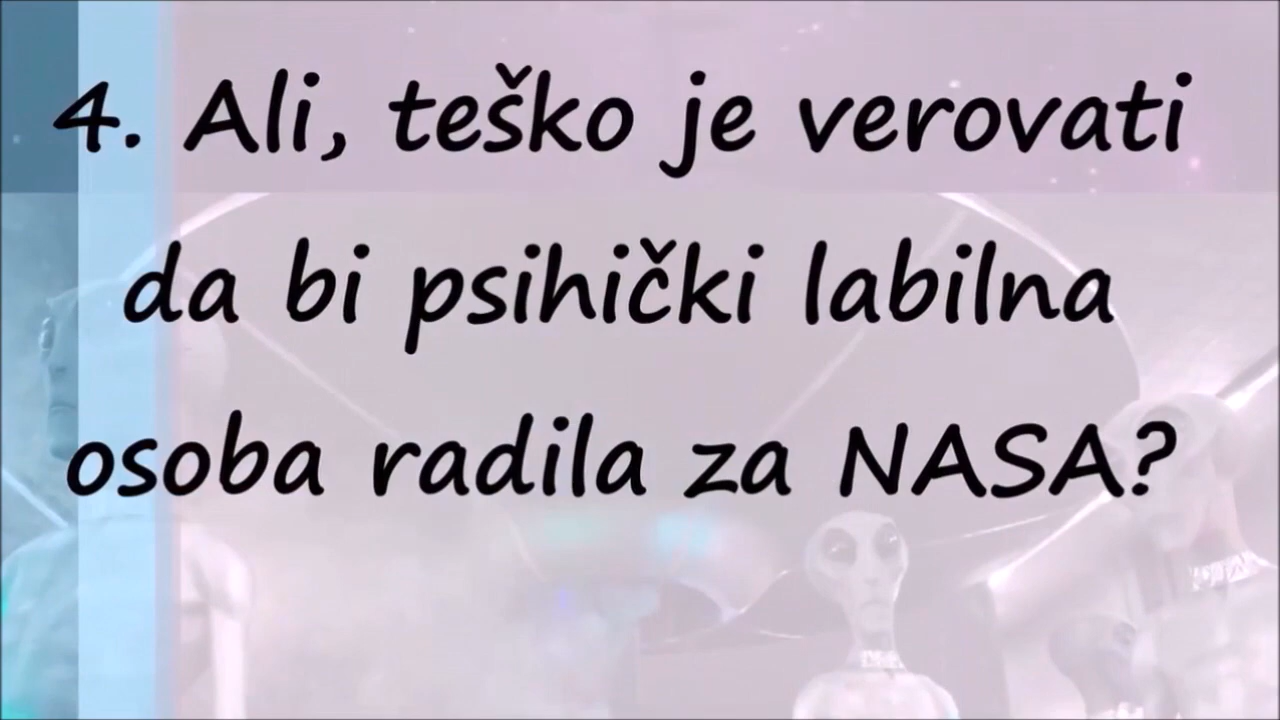 4. Ali, teško je verovati
da bi psihički labilna
osoba radila za NASA?